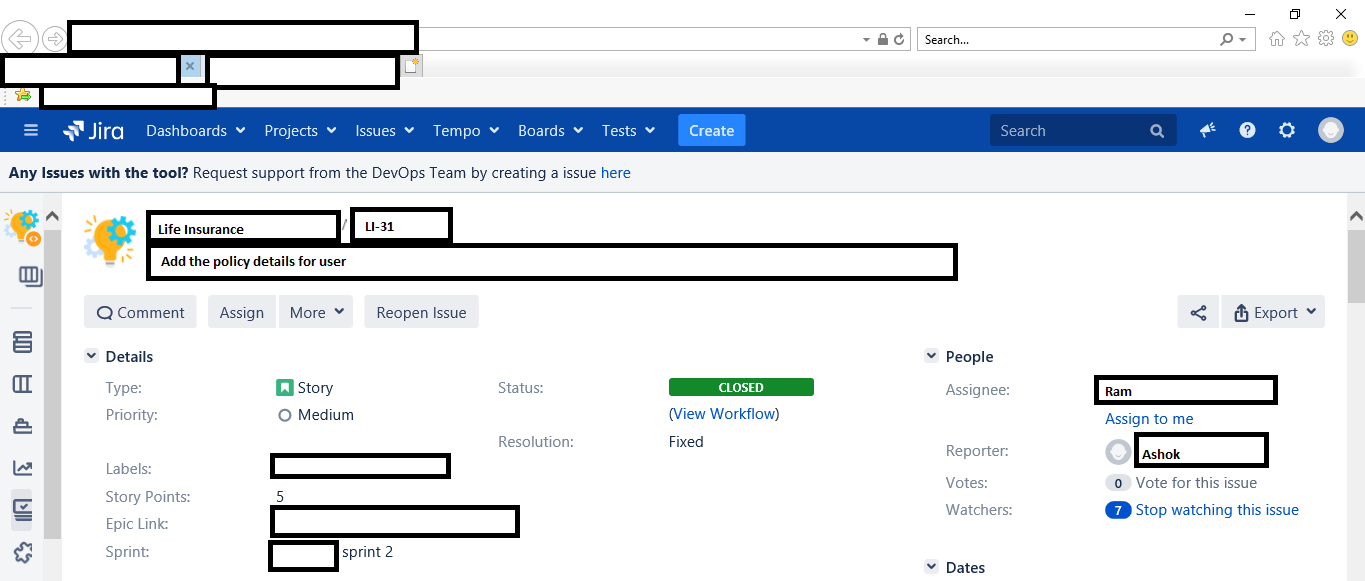 Search...
Jira Dashboards Projects Issues Tempo Boards Tests Create Search
Any Issues with the tool? Request support from the DevOps Team by creating a issue here
Life Insurance / LI-31
Add the policy details for user
Comment Assign More Reopen Issue Export
Details
Type: Story
Status: CLOSED
Priority: Medium
(View Workflow)
Resolution: Fixed
Labels:
Story Points: 5
Epic Link:
Sprint: sprint 2
People
Assignee: Ram
Assign to me
Reporter: Ashok
Votes: 0 Vote for this issue
Watchers: 7 Stop watching this issue
Dates